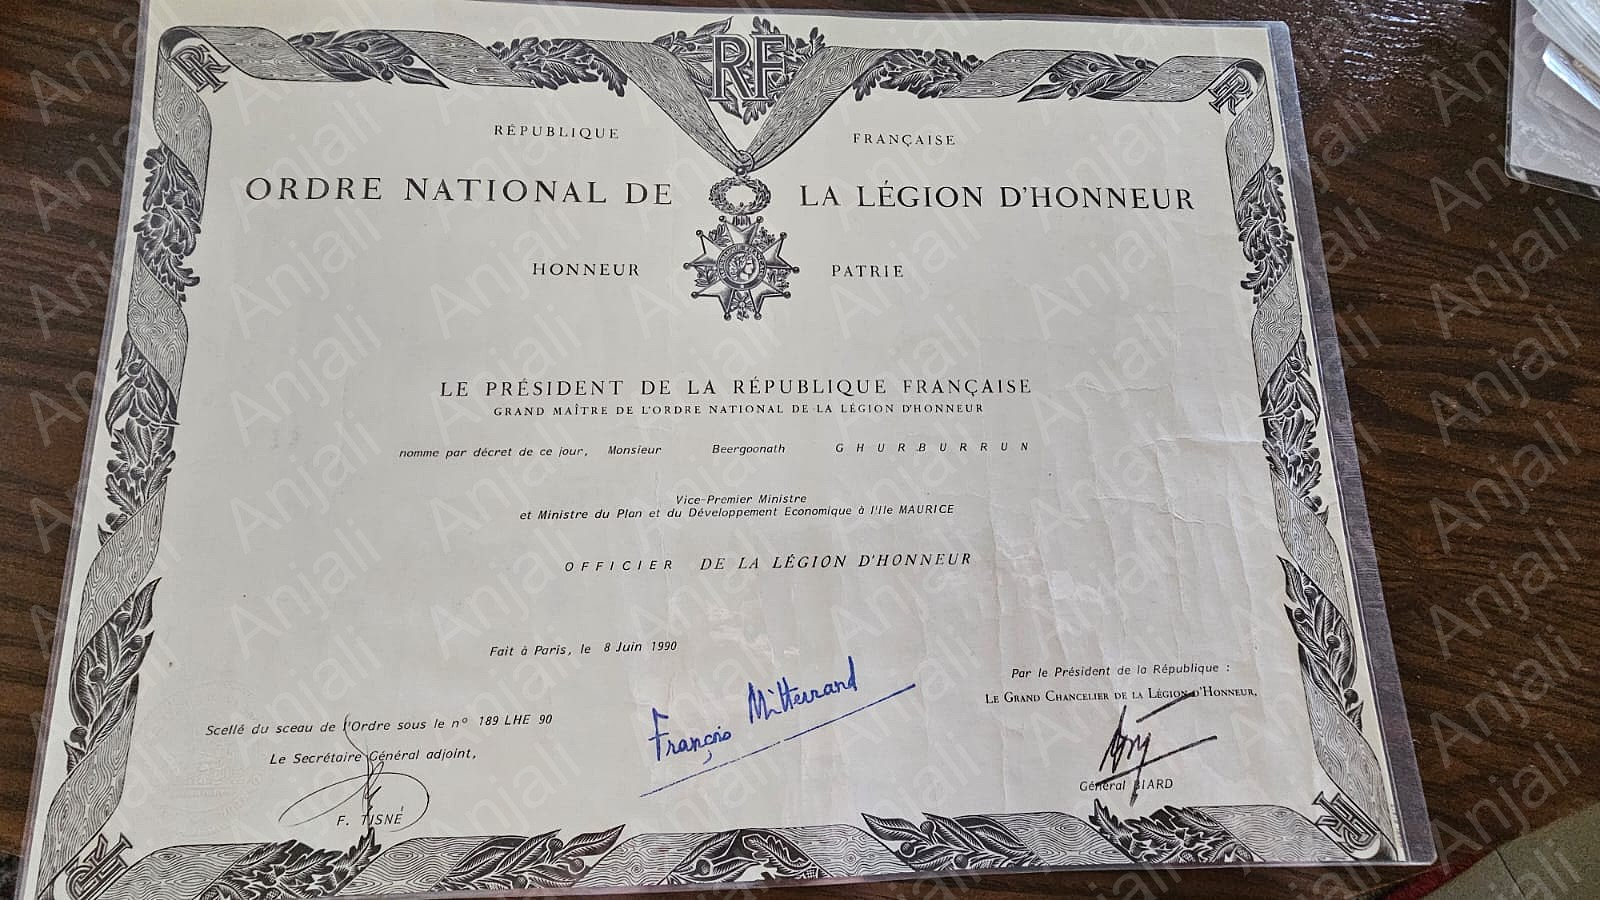 RF
RÉPUBLIQUE FRANÇAISE
ORDRE NATIONAL DE LA LÉGION D'HONNEUR
HONNEUR PATRIE
LE PRÉSIDENT DE LA RÉPUBLIQUE FRANÇAISE
GRAND MAÎTRE DE L'ORDRE NATIONAL DE LA LÉGION D'HONNEUR
nomme par décret de ce jour, Monsieur Beergoonath GHURBURRUN
Vice-Premier Ministre
et Ministre du Plan et du Développement Economique à l'Ile MAURICE
OFFICIER DE LA LÉGION D'HONNEUR
Fait à Paris, le 8 Juin 1990
Par le Président de la République :
LE GRAND CHANCELIER DE LA LÉGION D'HONNEUR,
Scellé du sceau de l'Ordre sous le n° 189 LHE 90
Le Secrétaire Général adjoint,
François Mitterrand
Général BIARD
F. TISNÉ
Anjali